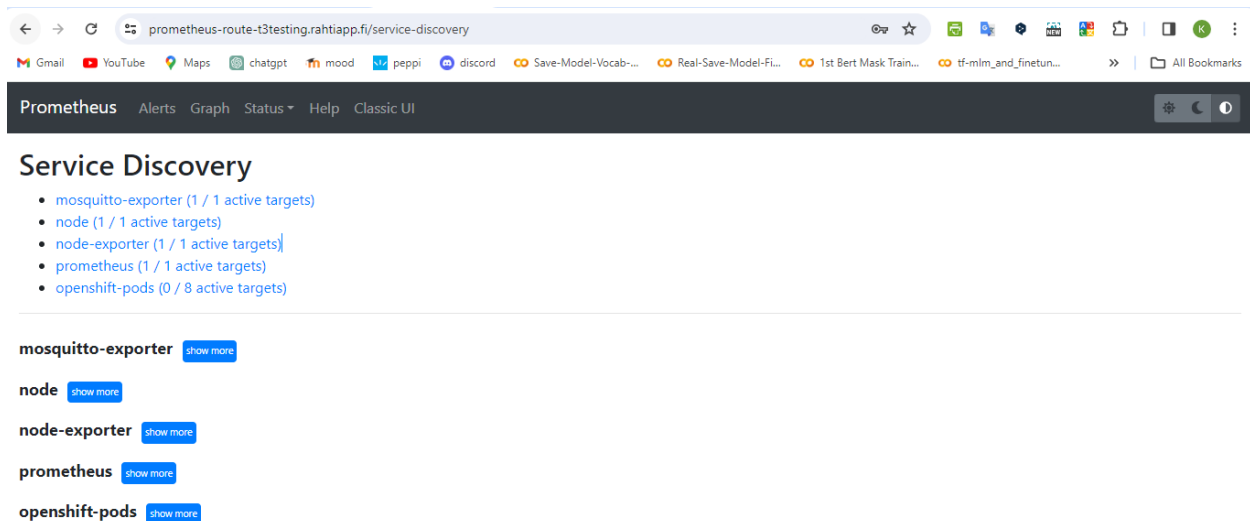 prometheus-route-t3testing.rahtiapp.fi/service-discovery
Gmail YouTube Maps chatgpt mood peppi discord Save-Model-Vocab-... Real-Save-Model-Fi... 1st Bert Mask Train... tf-mlm_and_finetun... » All Bookmarks
Prometheus Alerts Graph Status Help Classic UI
Service Discovery
mosquitto-exporter (1 / 1 active targets)
node (1 / 1 active targets)
node-exporter (1 / 1 active targets)
prometheus (1 / 1 active targets)
openshift-pods (0 / 8 active targets)
mosquitto-exporter show more
node show more
node-exporter show more
prometheus show more
openshift-pods show more